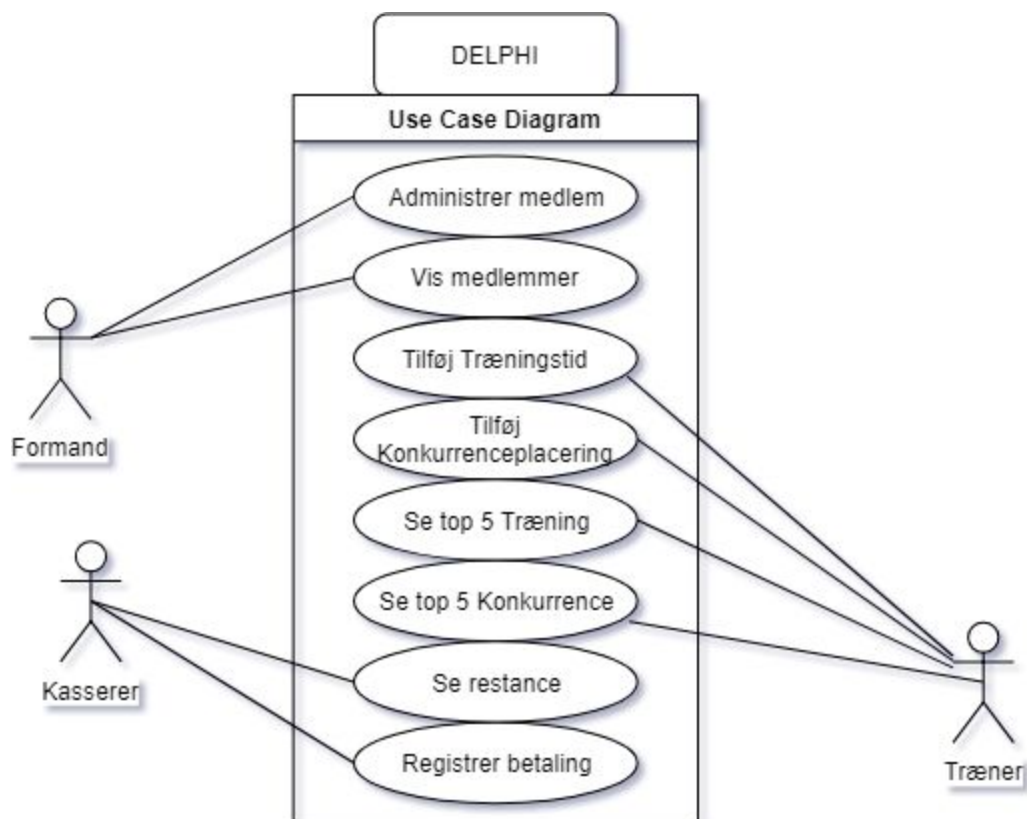 DELPHI
Use Case Diagram
Administrer medlem
Vis medlemmer
Tilføj Træningstid
Tilføj
Konkurrenceplacering
Se top 5 Træning
Se top 5 Konkurrence
Se restance
Registrer betaling
Formand
Kasserer
Træner